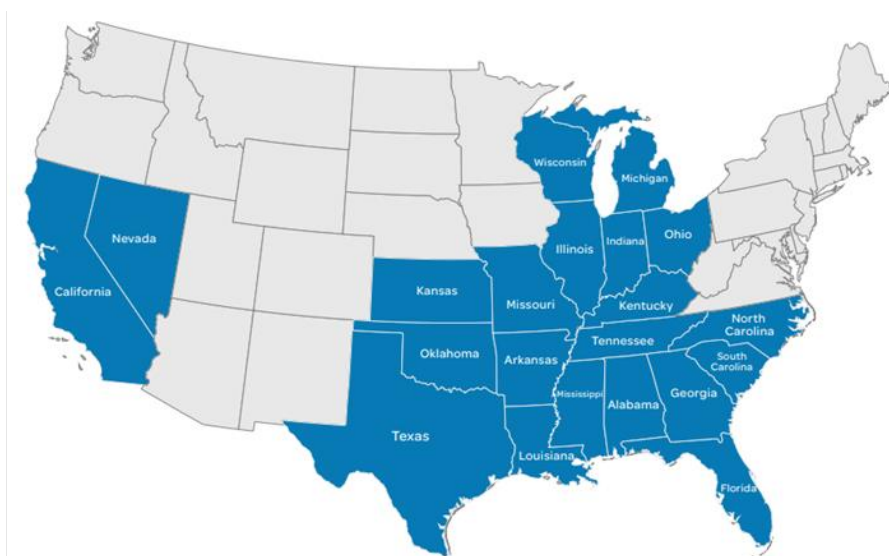 Wisconsin
Michigan
Nevada
Illinois
Indiana
Ohio
California
Kansas
Missouri
Kentucky
North
Carolina
Oklahoma
Arkansas
Tennessee
South
Carolina
Mississippi
Alabama
Georgia
Texas
Louisiana
Florida